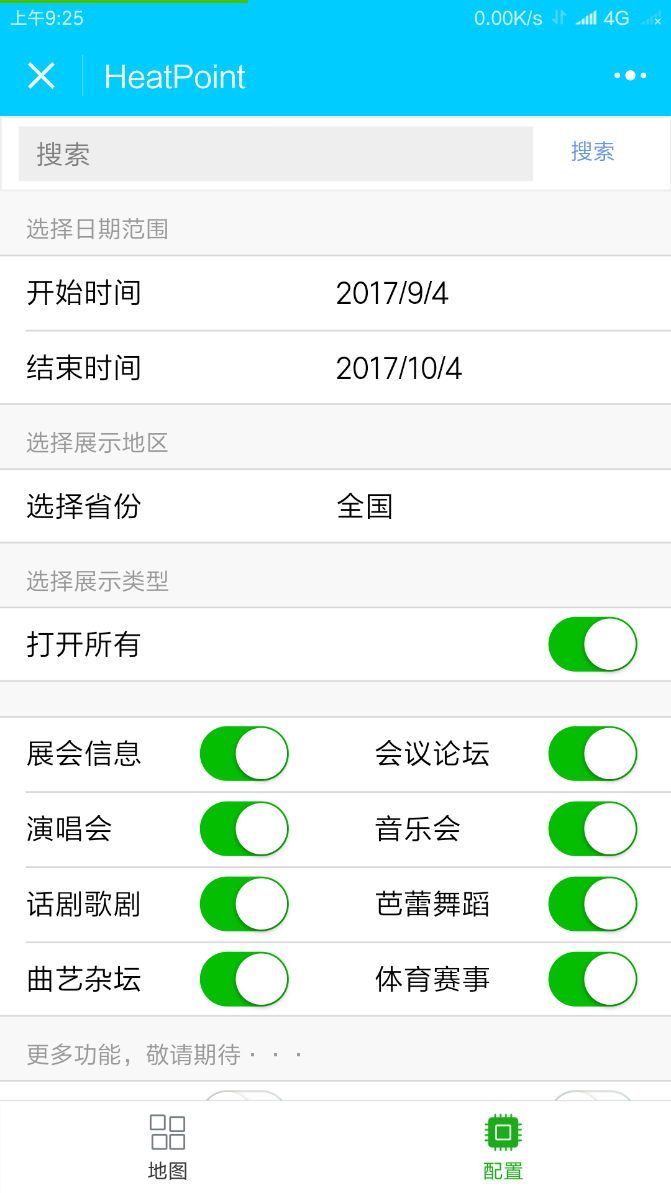 上午9:25 0.00K/s 4G
HeatPoint
搜索 搜索
选择日期范围
开始时间 2017/9/4
结束时间 2017/10/4
选择展示地区
选择省份 全国
选择展示类型
打开所有
展会信息 会议论坛
演唱会 音乐会
话剧歌剧 芭蕾舞蹈
曲艺杂坛 体育赛事
更多功能，敬请期待···
地图 配置